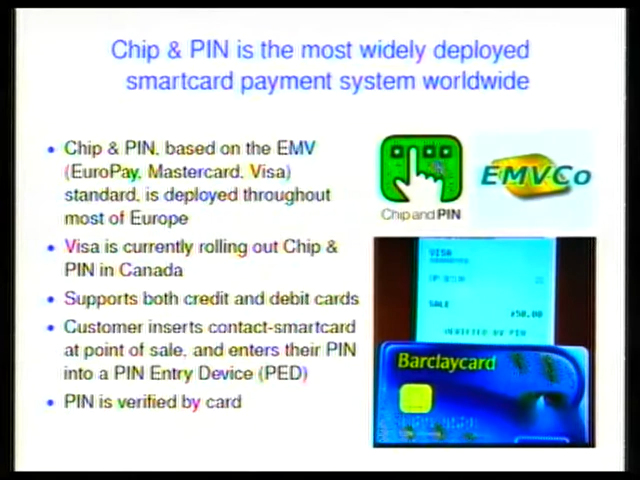 Chip & PIN is the most widely deployed
smartcard payment system worldwide
• Chip & PIN, based on the EMV
(EuroPay, Mastercard, Visa)
standard, is deployed throughout
most of Europe
• Visa is currently rolling out Chip &
PIN in Canada
• Supports both credit and debit cards
• Customer inserts contact-smartcard
at point of sale, and enters their PIN
into a PIN Entry Device (PED)
• PIN is verified by card
Chip and PIN
EMVCo
VISA
SALE
£50.00
VERIFIED BY PIN
Barclaycard